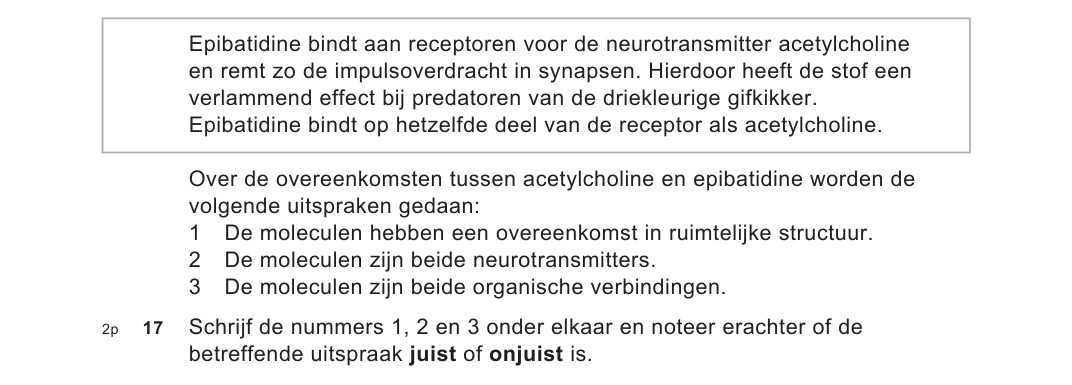 Epibatidine bindt aan receptoren voor de neurotransmitter acetylcholine
en remt zo de impulsoverdracht in synapsen. Hierdoor heeft de stof een
verlammend effect bij predatoren van de driekleurige gifkikker.
Epibatidine bindt op hetzelfde deel van de receptor als acetylcholine.
Over de overeenkomsten tussen acetylcholine en epibatidine worden de
volgende uitspraken gedaan:
1 De moleculen hebben een overeenkomst in ruimtelijke structuur.
2 De moleculen zijn beide neurotransmitters.
3 De moleculen zijn beide organische verbindingen.
2p 17 Schrijf de nummers 1, 2 en 3 onder elkaar en noteer erachter of de
betreffende uitspraak juist of onjuist is.